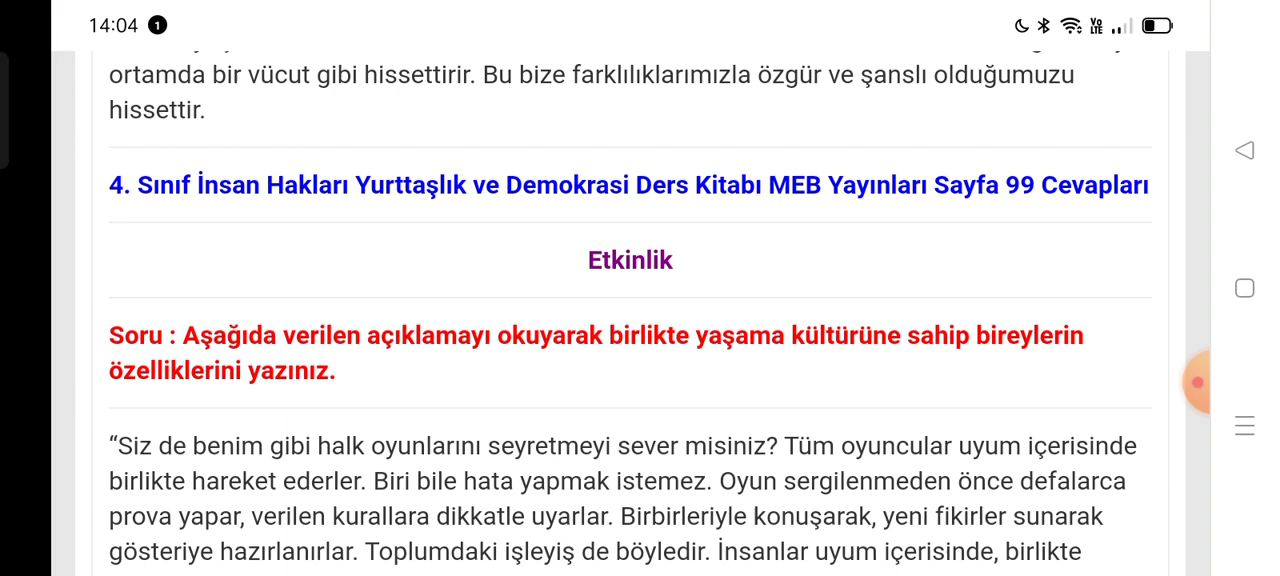 14:04 1
VO
LTE
ortamda bir vücut gibi hissettirir. Bu bize farklılıklarımızla özgür ve şanslı olduğumuzu
hissettir.
4. Sınıf İnsan Hakları Yurttaşlık ve Demokrasi Ders Kitabı MEB Yayınları Sayfa 99 Cevapları
Etkinlik
Soru : Aşağıda verilen açıklamayı okuyarak birlikte yaşama kültürüne sahip bireylerin
özelliklerini yazınız.
“Siz de benim gibi halk oyunlarını seyretmeyi sever misiniz? Tüm oyuncular uyum içerisinde
birlikte hareket ederler. Biri bile hata yapmak istemez. Oyun sergilenmeden önce defalarca
prova yapar, verilen kurallara dikkatle uyarlar. Birbirleriyle konuşarak, yeni fikirler sunarak
gösteriye hazırlanırlar. Toplumdaki işleyiş de böyledir. İnsanlar uyum içerisinde, birlikte